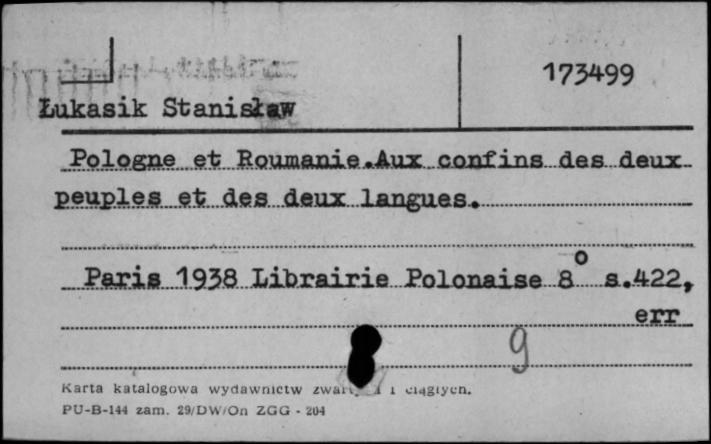 173499
Łukasik Stanisław
Pologne et Roumanie.Aux confins des deux
peuples et des deux langues.
Paris 1938 Librairie Polonaise 8° s.422,
err
9
Karta katalogowa wydawnictw i ciągłych.
PU-B-144 zam. 29/DW/On ZGG - 204